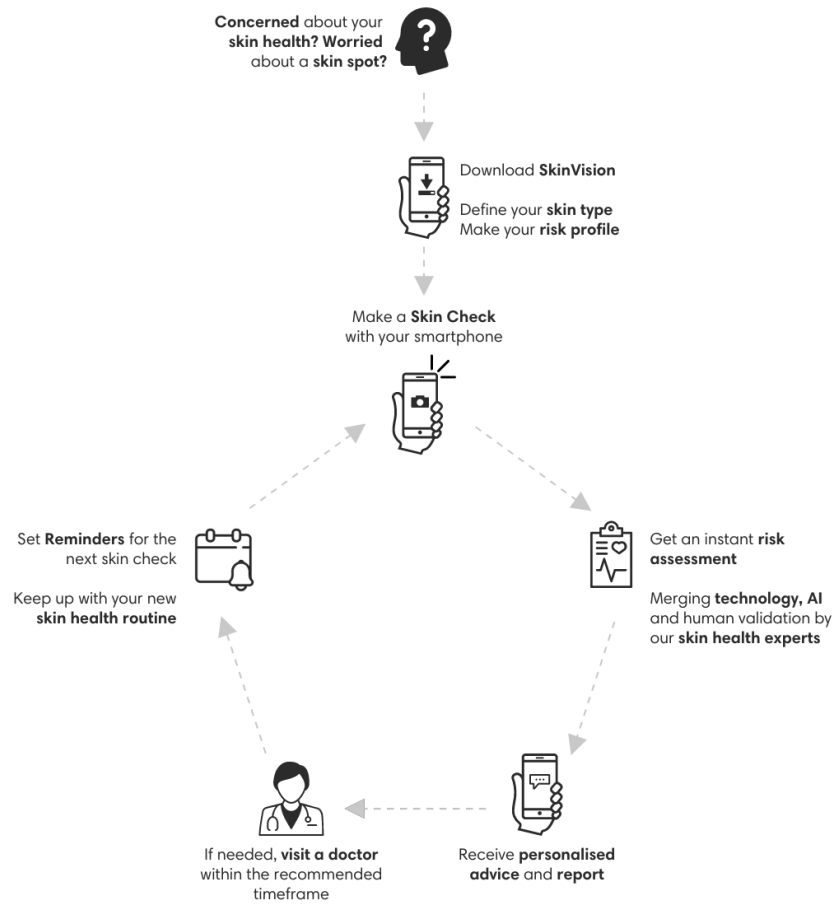 Concerned about your
skin health? Worried
about a skin spot?
?
Download SkinVision
Define your skin type
Make your risk profile
Make a Skin Check
with your smartphone
Get an instant risk
assessment
Merging technology, AI
and human validation by
our skin health experts
Receive personalised
advice and report
If needed, visit a doctor
within the recommended
timeframe
Set Reminders for the
next skin check
Keep up with your new
skin health routine